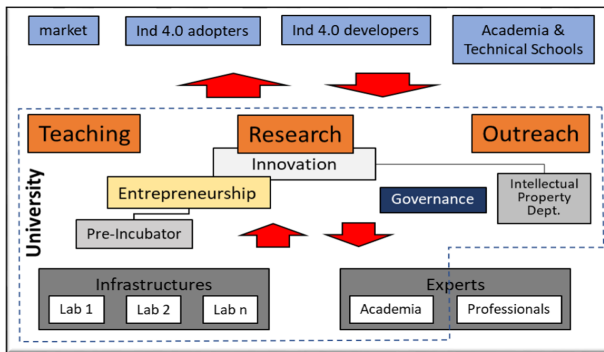 market
Ind 4.0 adopters
Ind 4.0 developers
Academia &
Technical Schools
Teaching
Research
Outreach
Innovation
Entrepreneurship
Governance
Intellectual
Property
Dept.
Pre-Incubator
University
Infrastructures
Lab 1
Lab 2
Lab n
Experts
Academia
Professionals